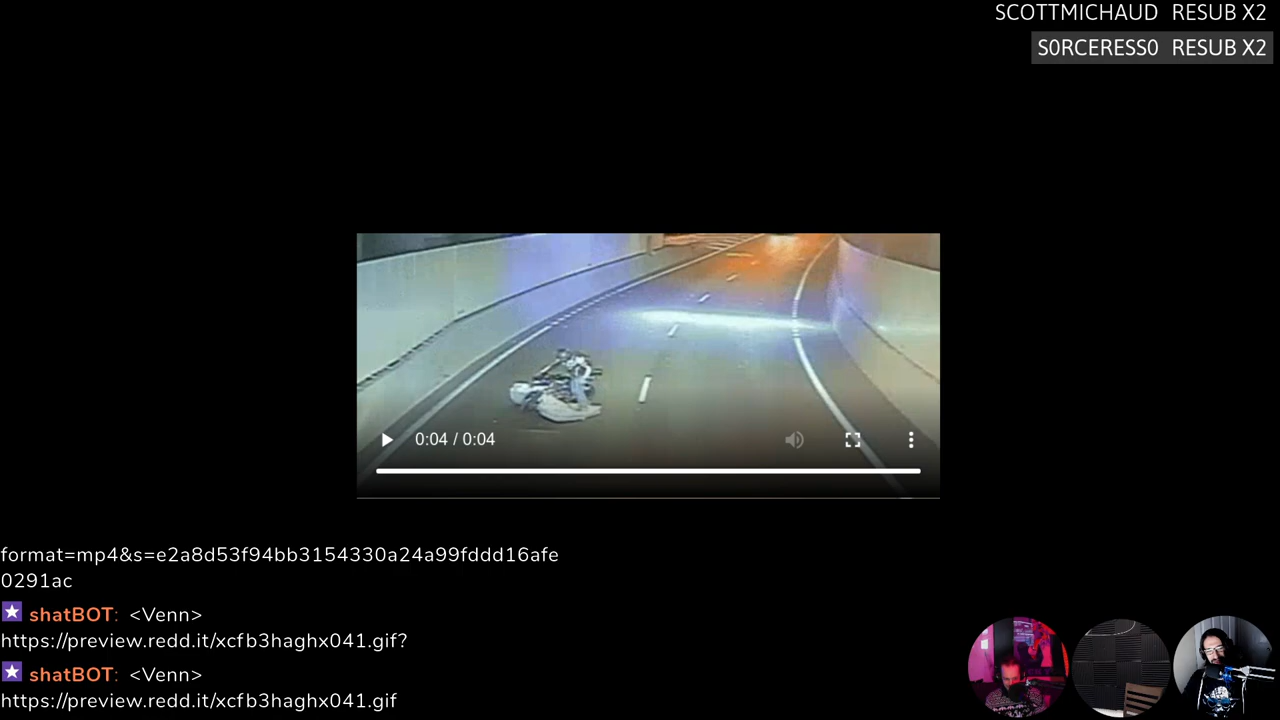 SCOTTMICHAUD RESUB X2
S0RCERESS0 RESUB X2
0:04 / 0:04
format=mp4&s=e2a8d53f94bb3154330a24a99fddd16afe
0291ac
shatBOT: <Venn>
https://preview.redd.it/xcfb3haghx041.gif?
shatBOT: <Venn>
https://preview.redd.it/xcfb3haghx041.gif